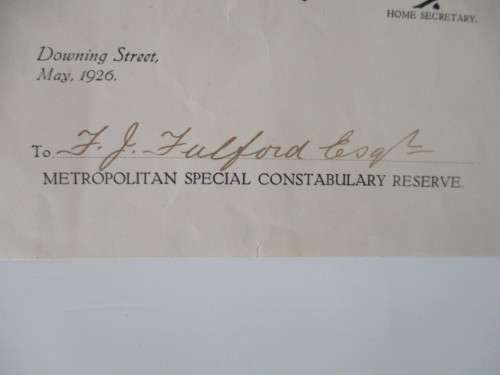 HOME SECRETARY.
Downing Street,
May, 1926.
To F. J. Fulford Esqr
METROPOLITAN SPECIAL CONSTABULARY RESERVE.